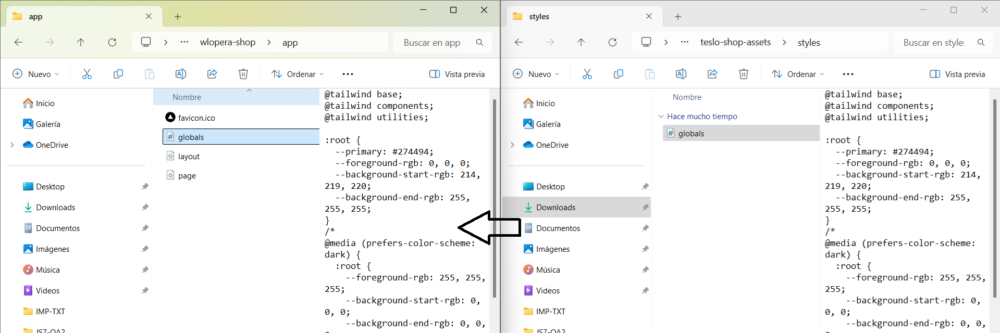 app
wlopera-shop
app
Buscar en app
Nuevo
Ordenar
Vista previa
Inicio
Galería
OneDrive
Desktop
Downloads
Documentos
Imágenes
Música
Videos
IMP-TXT
JS7-QA2
Nombre
favicon.ico
globals
layout
page
@tailwind base;
@tailwind components;
@tailwind utilities;
:root {
--primary: #274494;
--foreground-rgb: 0, 0, 0;
--background-start-rgb: 214,
219, 220;
--background-end-rgb: 255,
255, 255;
}
/*
@media (prefers-color-scheme:
dark) {
:root {
--foreground-rgb: 255, 255,
255;
--background-start-rgb: 0,
0, 0;
--background-end-rgb: 0, 0,
styles
teslo-shop-assets
styles
Buscar en styles
Nuevo
Ordenar
Vista previa
Inicio
Galería
OneDrive
Desktop
Downloads
Documentos
Imágenes
Música
Videos
IMP-TXT
JS7-QA2
Nombre
Hace mucho tiempo
globals
@tailwind base;
@tailwind components;
@tailwind utilities;
:root {
--primary: #274494;
--foreground-rgb: 0, 0, 0;
--background-start-rgb: 214,
219, 220;
--background-end-rgb: 255,
255, 255;
}
/*
@media (prefers-color-scheme:
dark) {
:root {
--foreground-rgb: 255, 255,
255;
--background-start-rgb: 0,
0, 0;
--background-end-rgb: 0, 0,